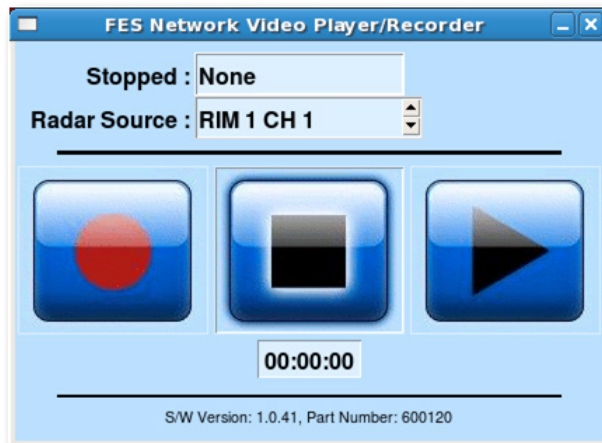 FES Network Video Player/Recorder
Stopped : None
Radar Source : RIM 1 CH 1
00:00:00
S/W Version: 1.0.41, Part Number: 600120